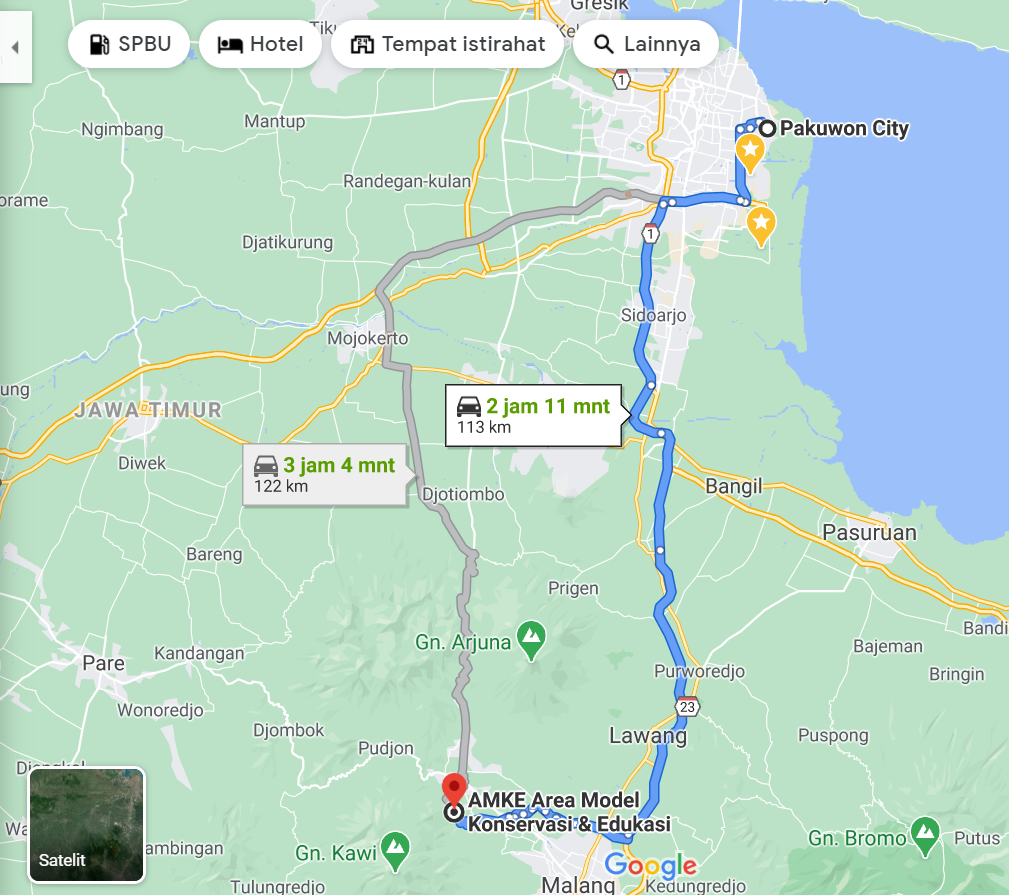 Gresik
SPBU
Hotel
Tempat istirahat
Lainnya
1
Ngimbang
Mantup
Pakuwon City
Randegan-kulan
orame
Djatikurung
1
Sidoarjo
Mojokerto
ung
JAWA TIMUR
2 jam 11 mnt
113 km
Diwek
3 jam 4 mnt
122 km
Djotiombo
Bangil
Pasuruan
Bareng
Prigen
Bandi
Gn. Arjuna
Bajeman
Kandangan
Pare
Purworedjo
Bringin
Wonoredjo
23
Djombok
Lawang
Puspong
Pudjon
AMKE Area Model
Konservasi & Edukasi
Gn. Bromo
Putus
ambingan
Gn. Kawi
Satelit
Google
Tulungredjo
Malang
Kedungredjo